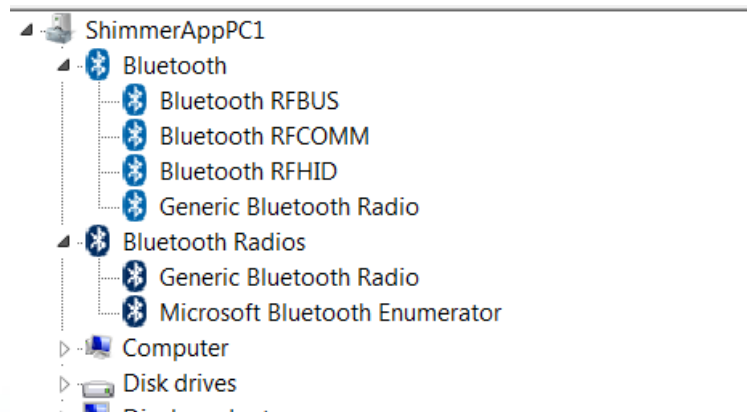 ShimmerAppPC1
Bluetooth
Bluetooth RFBUS
Bluetooth RFCOMM
Bluetooth RFHID
Generic Bluetooth Radio
Bluetooth Radios
Generic Bluetooth Radio
Microsoft Bluetooth Enumerator
Computer
Disk drives